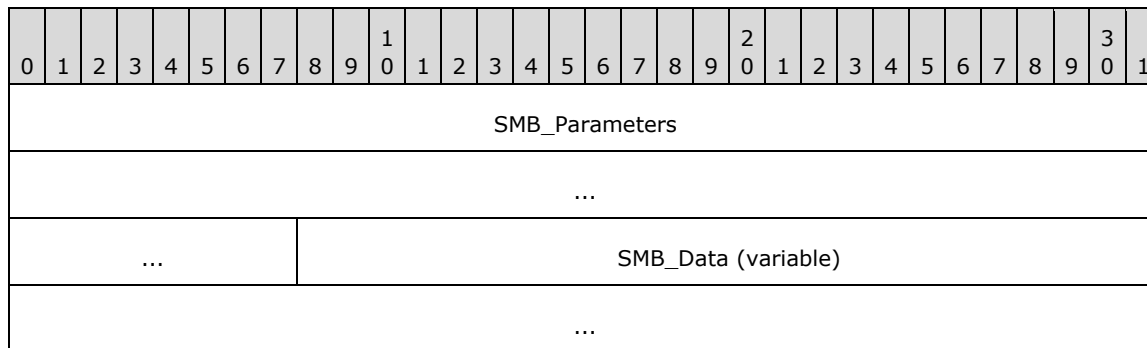 1 2 3
0 1 2 3 4 5 6 7 8 9 0 1 2 3 4 5 6 7 8 9 0 1 2 3 4 5 6 7 8 9 0 1
SMB_Parameters
...
... SMB_Data (variable)
...